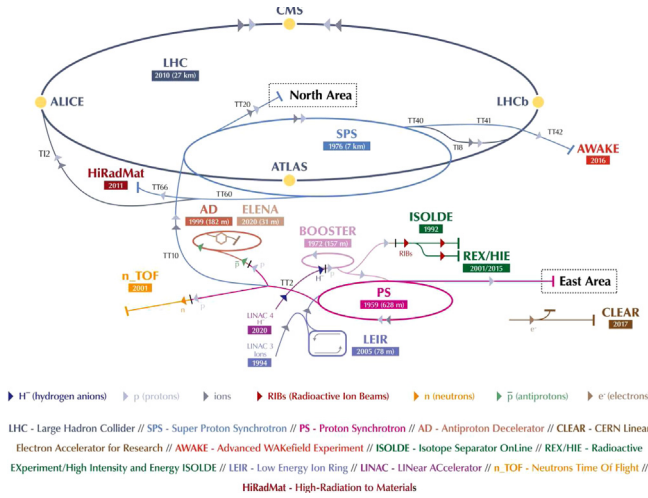 CMS
LHC
2010 (27 km)
North Area
TT20
ALICE
LHCb
TT40
TT41
SPS
1976 (7 km)
TI8
TT42
AWAKE
2016
TI2
ATLAS
HiRadMat
2011
TT66
TT60
AD
1999 (182 m)
ELENA
2020 (31 m)
ISOLDE
1992
BOOSTER
1972 (157 m)
RIBs
REX/HIE
2001/2015
TT10
p̅
p
H⁻
p
East Area
n_TOF
2001
TT2
PS
1959 (628 m)
n
p
LINAC 4
H⁻
2020
CLEAR
2017
e⁻
LINAC 3
Ions
1994
LEIR
2005 (78 m)
H⁻ (hydrogen anions)
p (protons)
ions
RIBs (Radioactive Ion Beams)
n (neutrons)
p̅ (antiprotons)
e⁻ (electrons
LHC - Large Hadron Collider // SPS - Super Proton Synchrotron // PS - Proton Synchrotron // AD - Antiproton Decelerator // CLEAR - CERN Linear
Electron Accelerator for Research // AWAKE - Advanced WAKefield Experiment // ISOLDE - Isotope Separator OnLine // REX/HIE - Radioactive
EXperiment/High Intensity and Energy ISOLDE // LEIR - Low Energy Ion Ring // LINAC - LINear ACcelerator // n_TOF - Neutrons Time Of Flight //
HiRadMat - High-Radiation to Materials